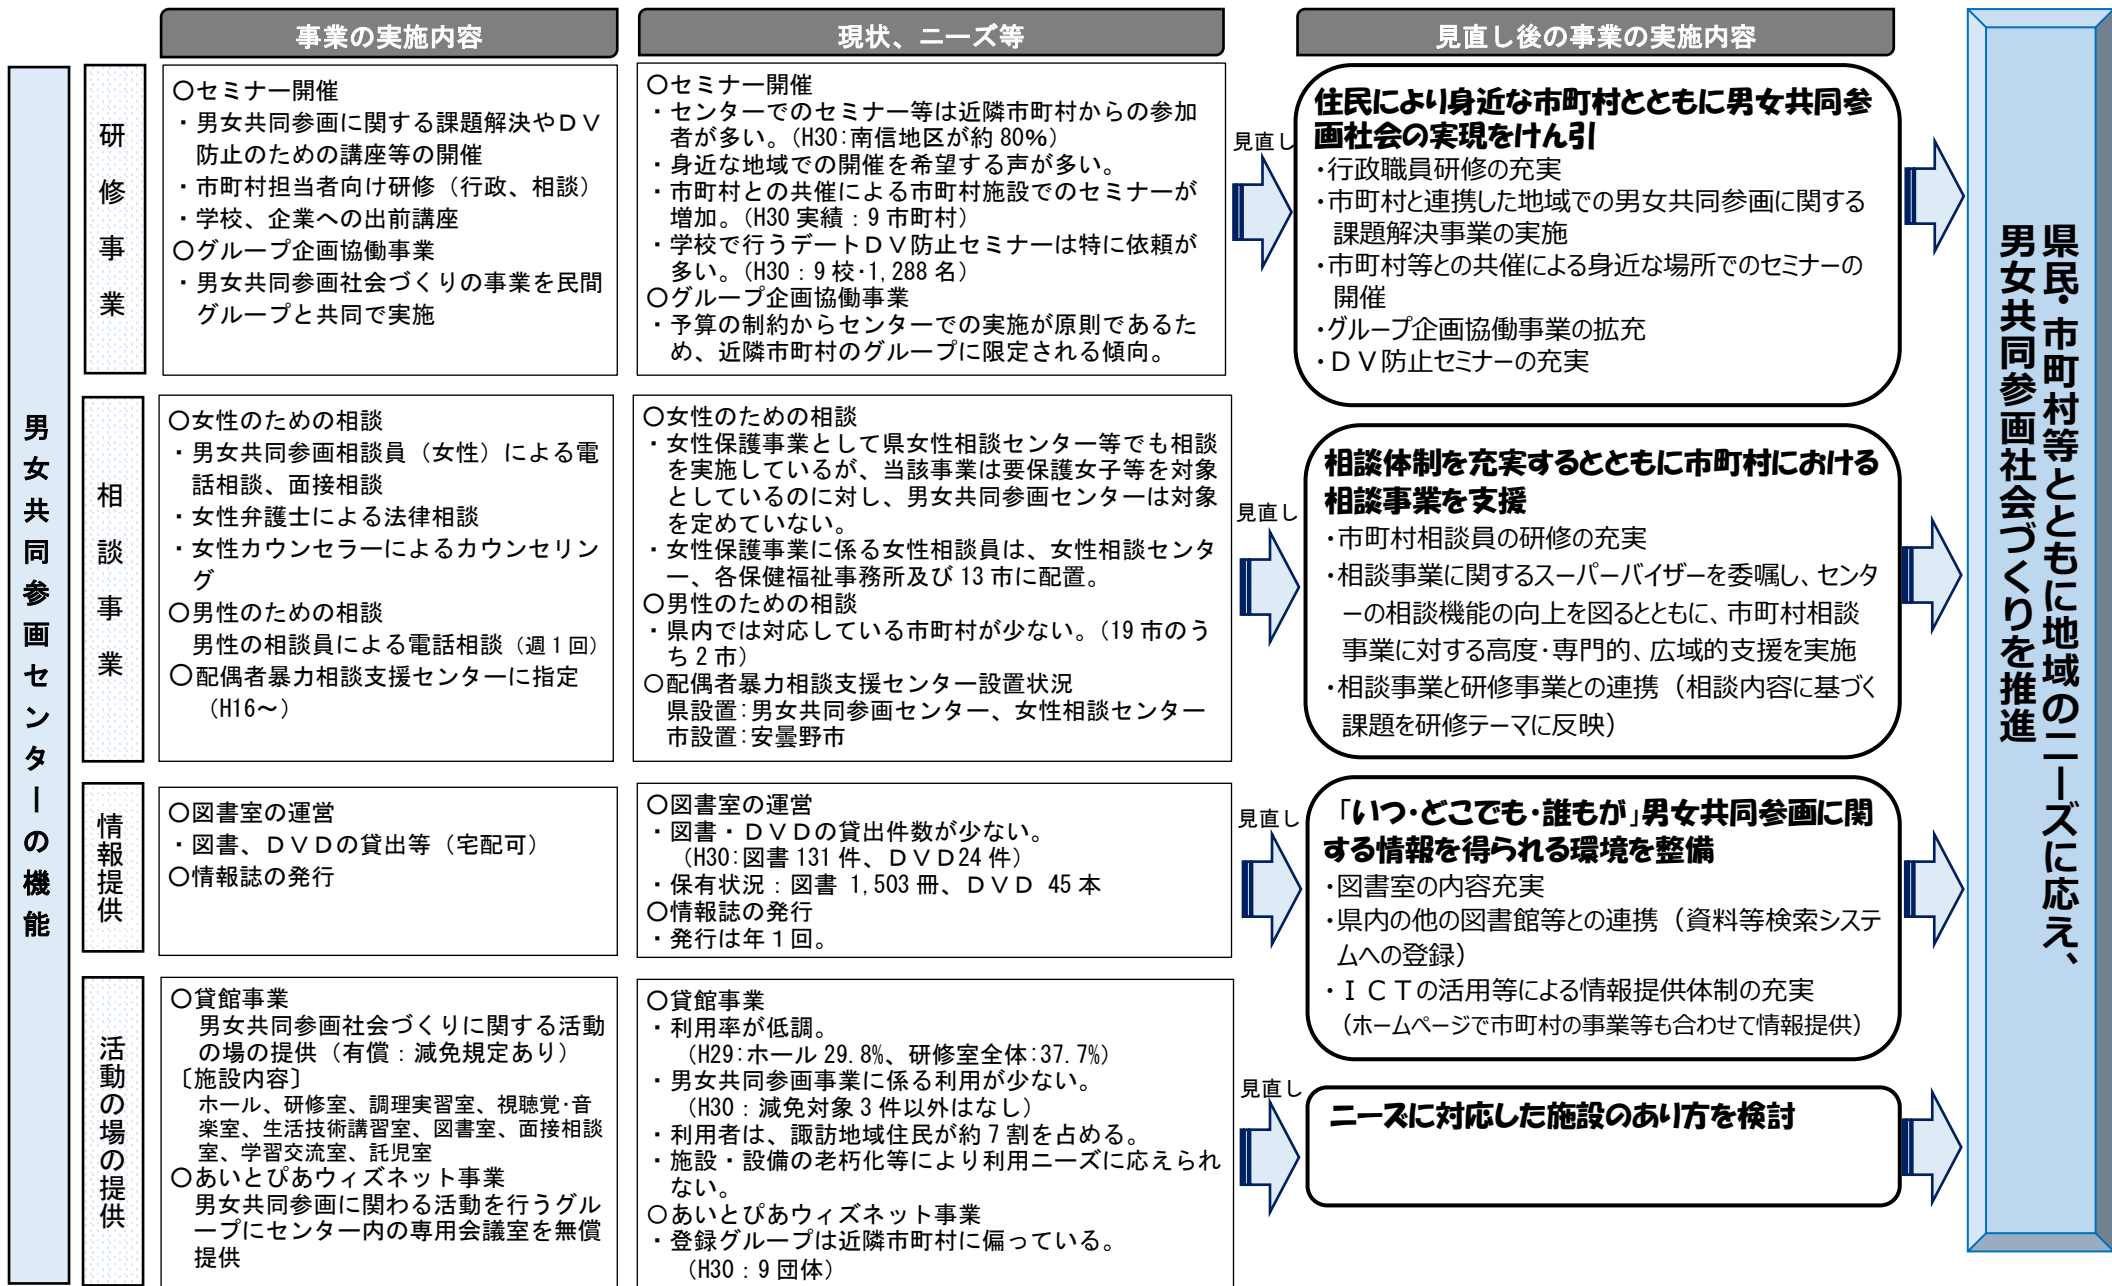 事業の実施内容
現状、ニーズ等
見直し後の事業の実施内容
男女共同参画センターの機能
研修事業
〇セミナー開催
・男女共同参画に関する課題解決やＤＶ
防止のための講座等の開催
・市町村担当者向け研修（行政、相談）
・学校、企業への出前講座
〇グループ企画協働事業
・男女共同参画社会づくりの事業を民間
グループと共同で実施
〇セミナー開催
・センターでのセミナー等は近隣市町村からの参加
者が多い。(H30:南信地区が約80%)
・身近な地域での開催を希望する声が多い。
・市町村との共催による市町村施設でのセミナーが
増加。(H30実績：9市町村)
・学校で行うデートＤＶ防止セミナーは特に依頼が
多い。(H30：9校･1,288名)
〇グループ企画協働事業
・予算の制約からセンターでの実施が原則であるた
め、近隣市町村のグループに限定される傾向。
見直し
住民により身近な市町村とともに男女共同参
画社会の実現をけん引
・行政職員研修の充実
・市町村と連携した地域での男女共同参画に関する
課題解決事業の実施
・市町村等との共催による身近な場所でのセミナーの
開催
・グループ企画協働事業の拡充
・ＤＶ防止セミナーの充実
相談事業
〇女性のための相談
・男女共同参画相談員（女性）による電
話相談、面接相談
・女性弁護士による法律相談
・女性カウンセラーによるカウンセリン
グ
〇男性のための相談
男性の相談員による電話相談（週１回）
〇配偶者暴力相談支援センターに指定
（H16～）
〇女性のための相談
・女性保護事業として県女性相談センター等でも相談
を実施しているが、当該事業は要保護女子等を対象
としているのに対し、男女共同参画センターは対象
を定めていない。
・女性保護事業に係る女性相談員は、女性相談センタ
ー、各保健福祉事務所及び13市に配置。
〇男性のための相談
・県内では対応している市町村が少ない。(19市のう
ち2市)
〇配偶者暴力相談支援センター設置状況
県設置:男女共同参画センター、女性相談センター
市設置:安曇野市
見直し
相談体制を充実するとともに市町村における
相談事業を支援
・市町村相談員の研修の充実
・相談事業に関するスーパーバイザーを委嘱し、センタ
ーの相談機能の向上を図るとともに、市町村相談
事業に対する高度・専門的、広域的支援を実施
・相談事業と研修事業との連携（相談内容に基づく
課題を研修テーマに反映）
情報提供
〇図書室の運営
・図書、ＤＶＤの貸出等（宅配可）
〇情報誌の発行
〇図書室の運営
・図書・ＤＶＤの貸出件数が少ない。
(H30:図書131件、ＤＶＤ24件)
・保有状況：図書 1,503冊、ＤＶＤ 45本
〇情報誌の発行
・発行は年１回。
見直し
「いつ・どこでも・誰もが」男女共同参画に関
する情報を得られる環境を整備
・図書室の内容充実
・県内の他の図書館等との連携（資料等検索システ
ムへの登録）
・ＩＣＴの活用等による情報提供体制の充実
（ホームページで市町村の事業等も合わせて情報提供）
活動の場の提供
〇貸館事業
男女共同参画社会づくりに関する活動
の場の提供（有償：減免規定あり）
〔施設内容〕
ホール、研修室、調理実習室、視聴覚･音
楽室、生活技術講習室、図書室、面接相談
室、学習交流室、託児室
〇あいとぴあウィズネット事業
男女共同参画に関わる活動を行うグル
ープにセンター内の専用会議室を無償
提供
〇貸館事業
・利用率が低調。
(H29:ホール29.8%、研修室全体:37.7%)
・男女共同参画事業に係る利用が少ない。
(H30：減免対象3件以外はなし)
・利用者は、諏訪地域住民が約７割を占める。
・施設・設備の老朽化等により利用ニーズに応えられ
ない。
〇あいとぴあウィズネット事業
・登録グループは近隣市町村に偏っている。
(H30：9団体)
見直し
ニーズに対応した施設のあり方を検討
県民・市町村等とともに地域のニーズに応え、
男女共同参画社会づくりを推進